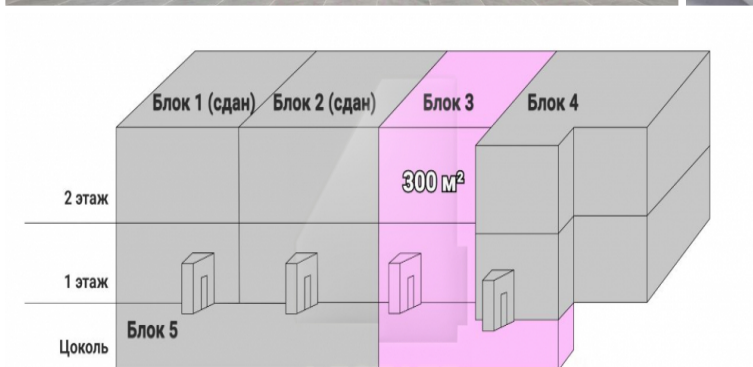 Блок 1 (сдан) Блок 2 (сдан) Блок 3 Блок 4
300 м²
2 этаж
1 этаж
Блок 5
Цоколь